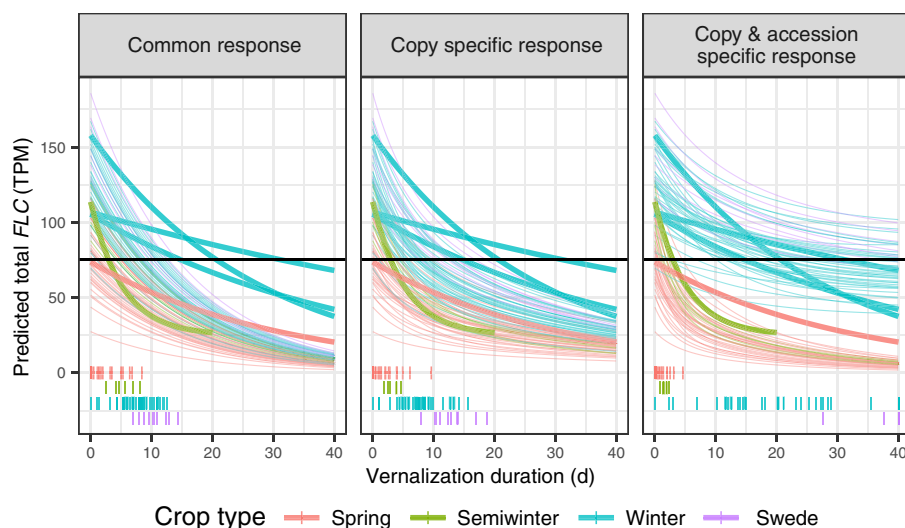 Common response
Copy specific response
Copy & accession
specific response
Predicted total FLC (TPM)
150
100
75
50
0
0 10 20 30 40
0 10 20 30 40
0 10 20 30 40
Vernalization duration (d)
Crop type Spring Semiwinter Winter Swede